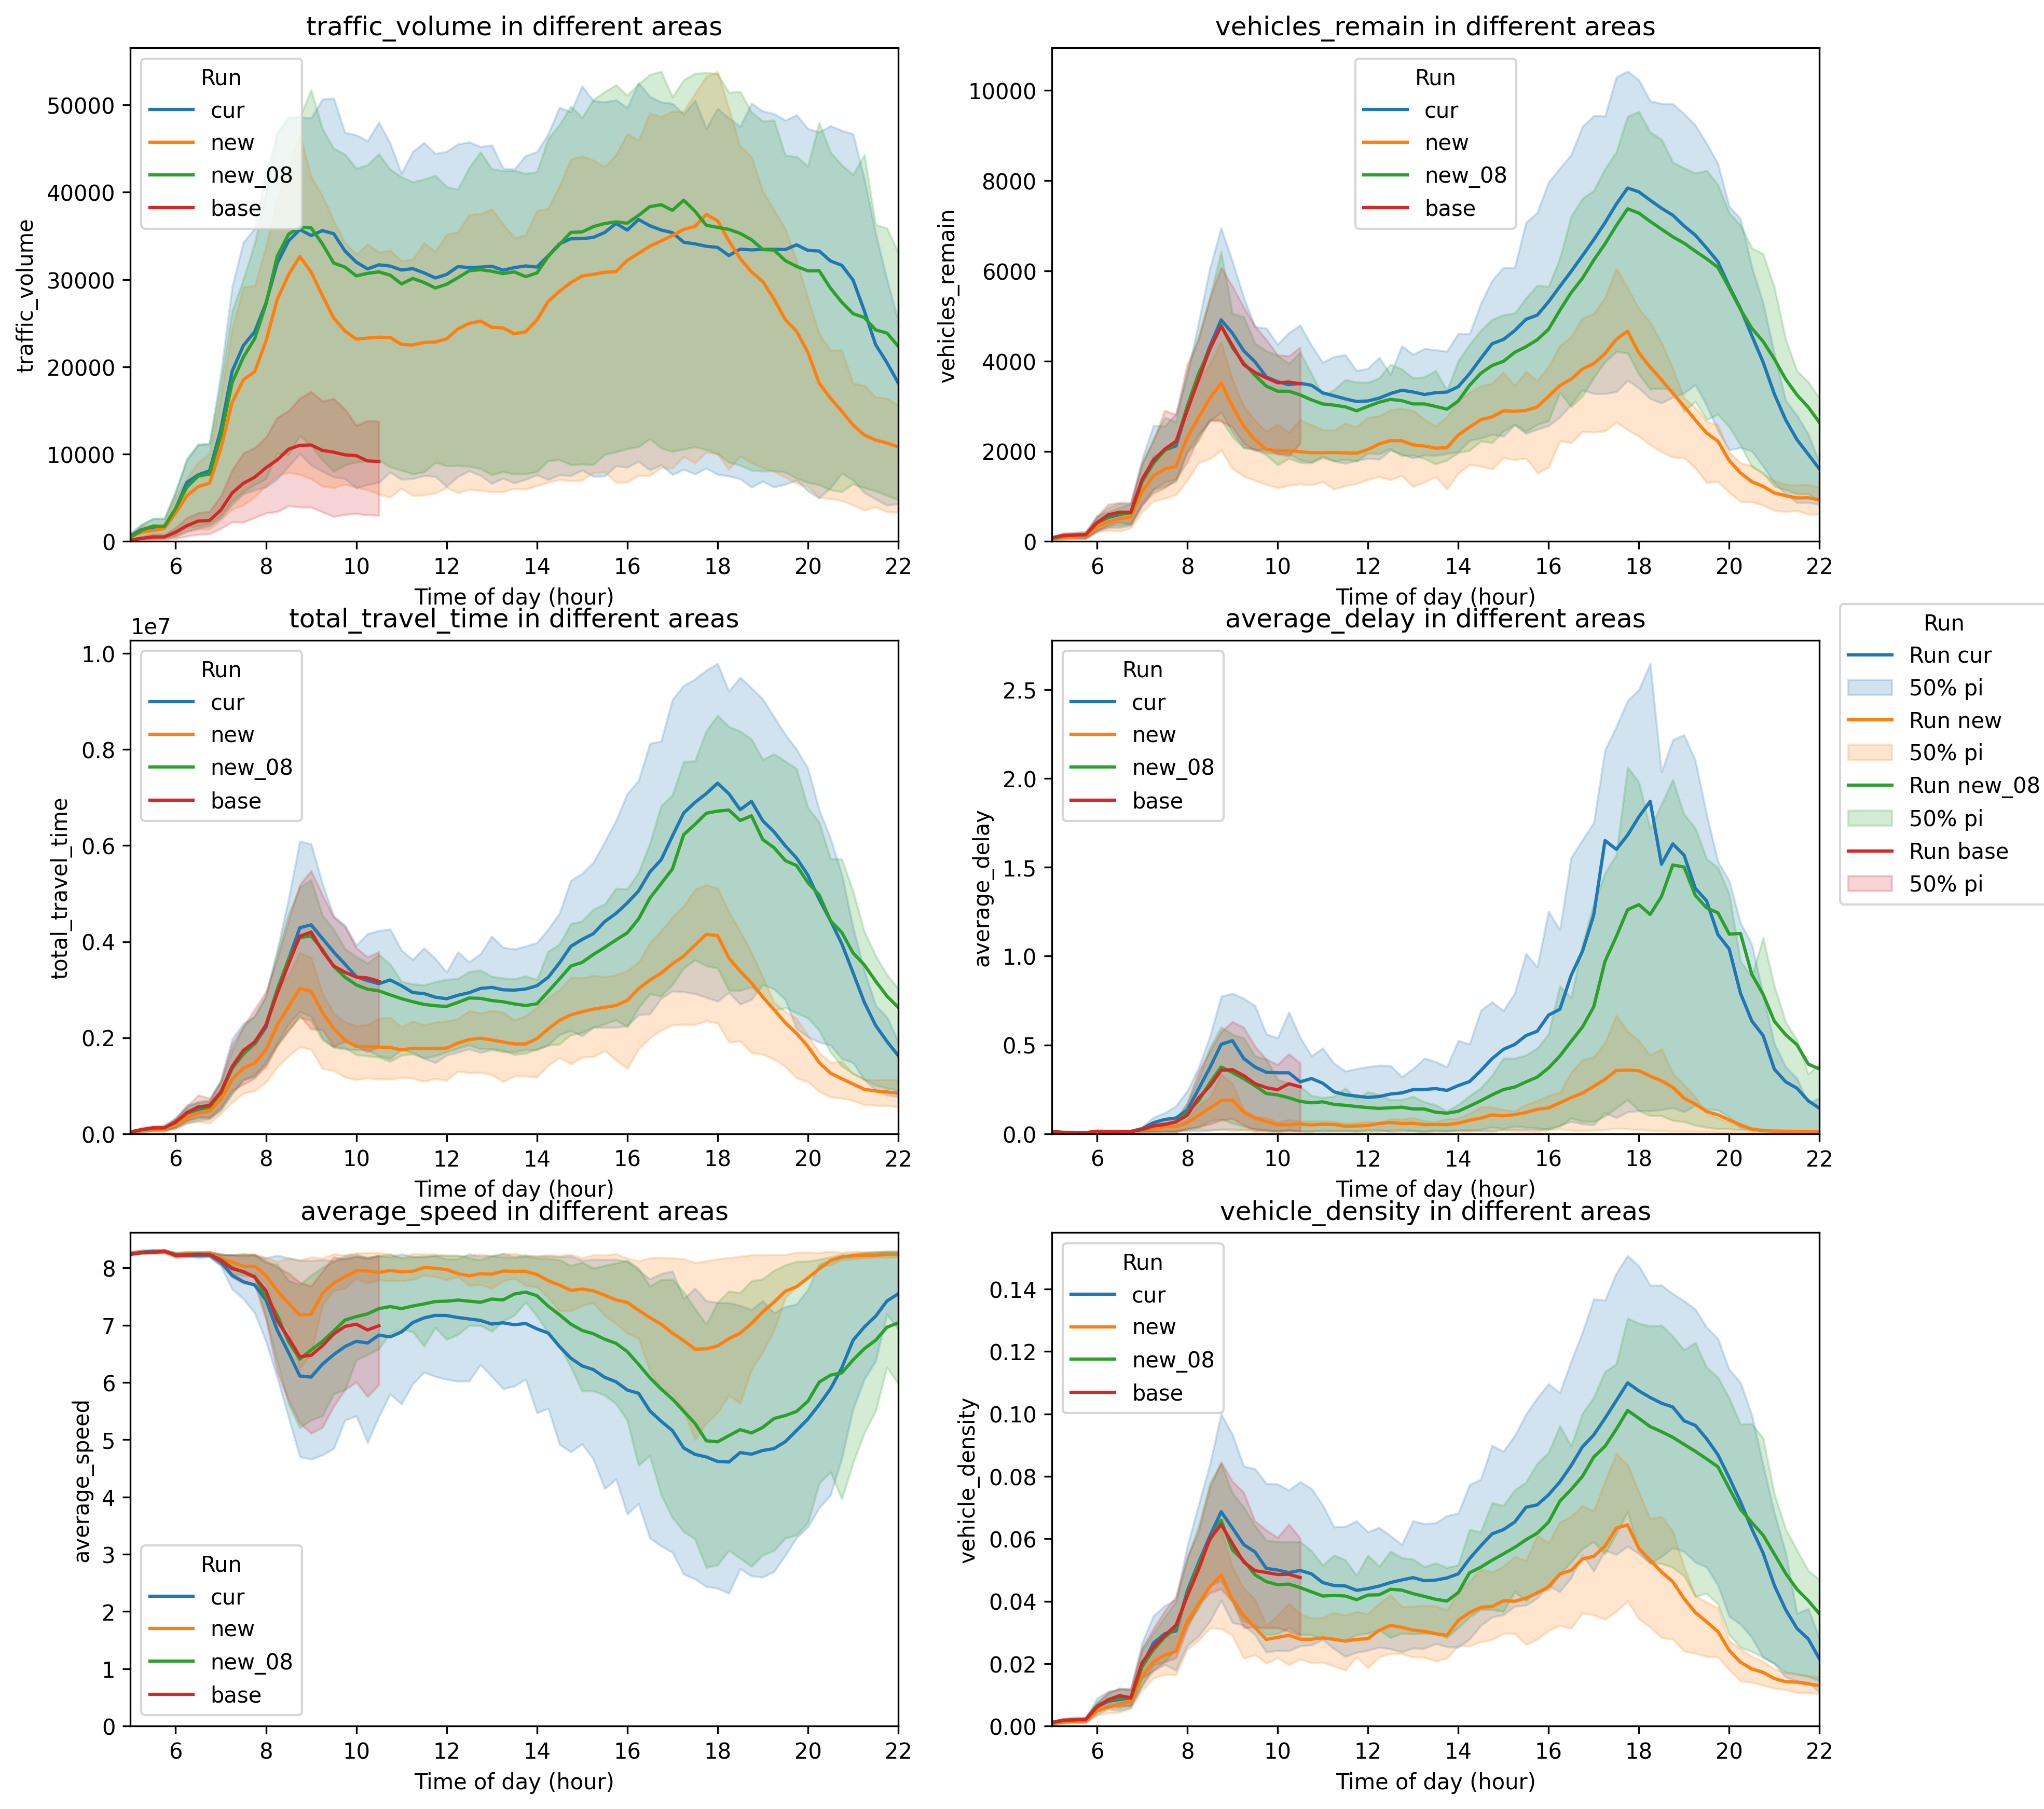 traffic_volume in different areas
vehicles_remain in different areas
Run
cur
new
new_08
base
50000
40000
30000
20000
10000
0
traffic_volume
6 8 10 12 14 16 18 20 22
Time of day (hour)
Run
cur
new
new_08
base
10000
8000
6000
4000
2000
0
vehicles_remain
6 8 10 12 14 16 18 20 22
Time of day (hour)
total_travel_time in different areas
1e7
Run
cur
new
new_08
base
1.0
0.8
0.6
0.4
0.2
0.0
total_travel_time
6 8 10 12 14 16 18 20 22
Time of day (hour)
average_delay in different areas
Run
cur
new
new_08
base
2.5
2.0
1.5
1.0
0.5
0.0
average_delay
6 8 10 12 14 16 18 20 22
Time of day (hour)
Run
Run cur
50% pi
Run new
50% pi
Run new_08
50% pi
Run base
50% pi
average_speed in different areas
8
7
6
5
4
3
2
1
0
average_speed
Run
cur
new
new_08
base
6 8 10 12 14 16 18 20 22
Time of day (hour)
vehicle_density in different areas
Run
cur
new
new_08
base
0.14
0.12
0.10
0.08
0.06
0.04
0.02
0.00
vehicle_density
6 8 10 12 14 16 18 20 22
Time of day (hour)